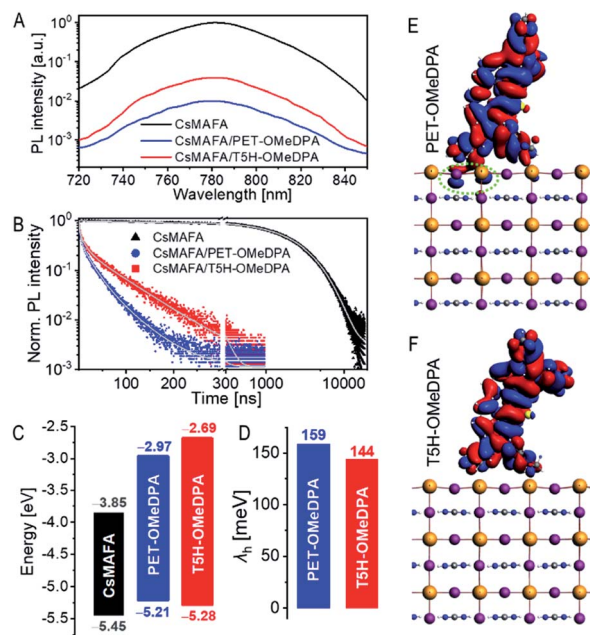 A
PL intensity [a.u.]
10⁰
10⁻¹
10⁻²
10⁻³
CsMAFA
CsMAFA/PET-OMeDPA
CsMAFA/T5H-OMeDPA
720 740 760 780 800 820 840
Wavelength [nm]
B
Norm. PL intensity
10⁰
10⁻¹
10⁻²
10⁻³
CsMAFA
CsMAFA/PET-OMeDPA
CsMAFA/T5H-OMeDPA
100 200 300 1000 10000
Time [ns]
C
Energy [eV]
-2.5
-3.0
-3.5
-4.0
-4.5
-5.0
-5.5
−3.85
CsMAFA
−5.45
−2.97
PET-OMeDPA
−5.21
−2.69
T5H-OMeDPA
−5.28
D
λh [meV]
150
100
50
0
159
PET-OMeDPA
144
T5H-OMeDPA
E
PET-OMeDPA
F
T5H-OMeDPA